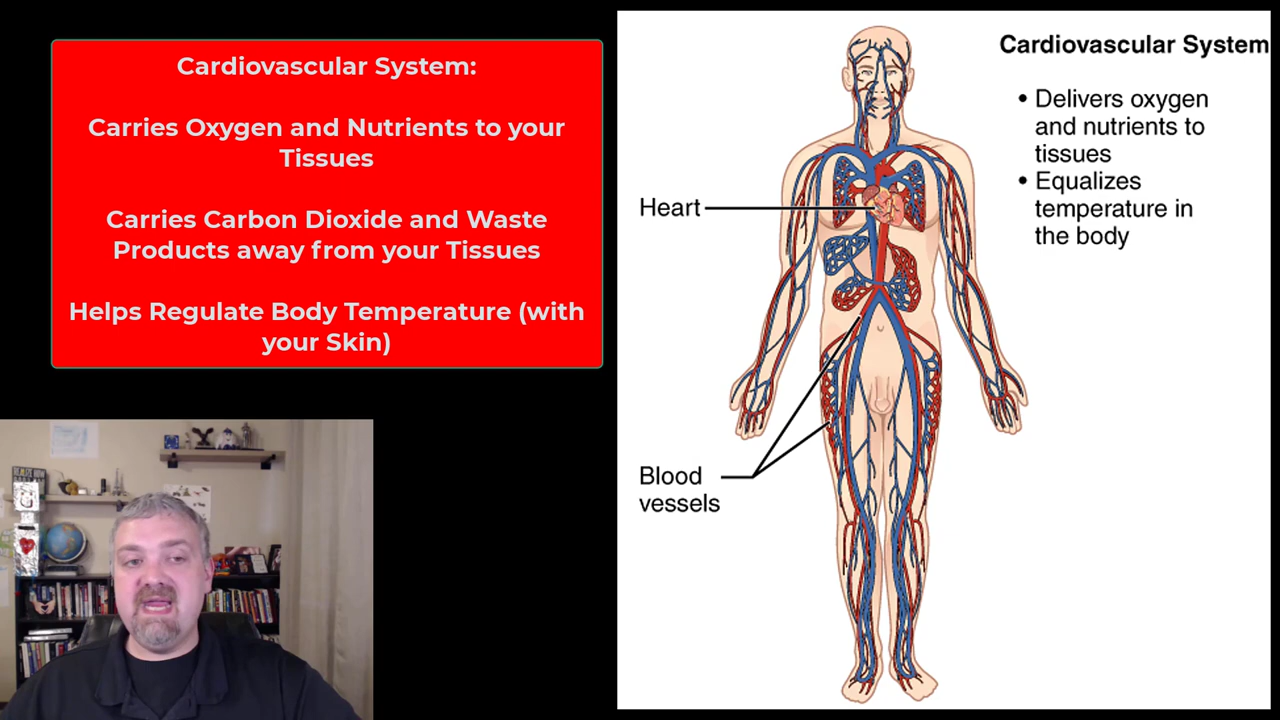 Cardiovascular System:
Carries Oxygen and Nutrients to your
Tissues
Carries Carbon Dioxide and Waste
Products away from your Tissues
Helps Regulate Body Temperature (with
your Skin)
Cardiovascular System
• Delivers oxygen
and nutrients to
tissues
• Equalizes
temperature in
the body
Heart
Blood
vessels